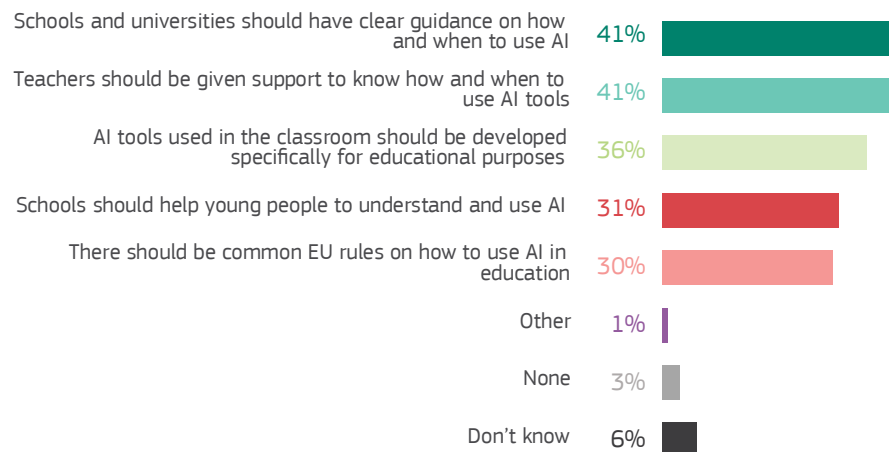 Schools and universities should have clear guidance on how
and when to use AI
41%
Teachers should be given support to know how and when to
use AI tools
41%
AI tools used in the classroom should be developed
specifically for educational purposes
36%
Schools should help young people to understand and use AI
31%
There should be common EU rules on how to use AI in
education
30%
Other
1%
None
3%
Don't know
6%